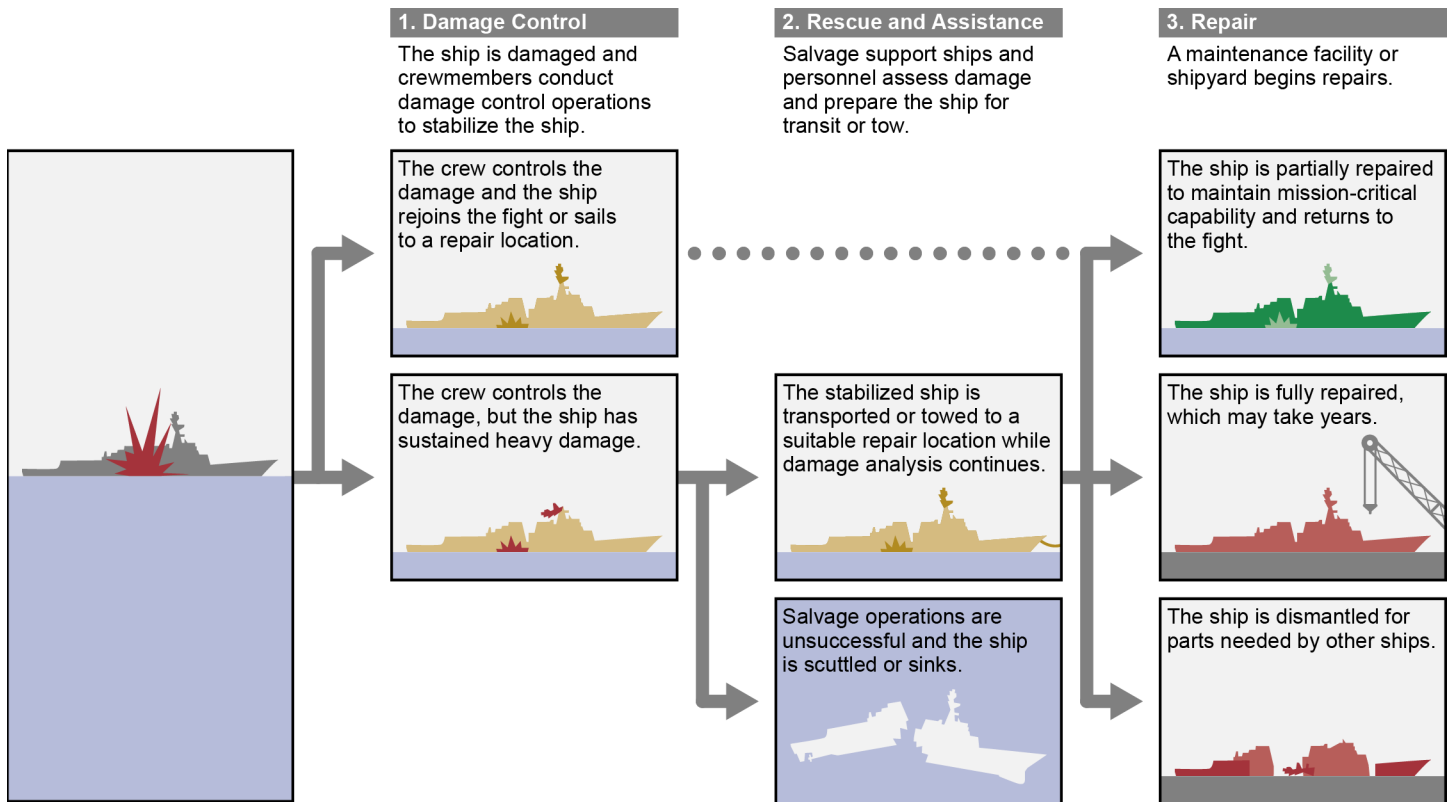 1. Damage Control
The ship is damaged and
crewmembers conduct
damage control operations
to stabilize the ship.
2. Rescue and Assistance
Salvage support ships and
personnel assess damage
and prepare the ship for
transit or tow.
3. Repair
A maintenance facility or
shipyard begins repairs.
The crew controls the
damage and the ship
rejoins the fight or sails
to a repair location.
The ship is partially repaired
to maintain mission-critical
capability and returns to
the fight.
The crew controls the
damage, but the ship has
sustained heavy damage.
The stabilized ship is
transported or towed to a
suitable repair location while
damage analysis continues.
The ship is fully repaired,
which may take years.
Salvage operations are
unsuccessful and the ship
is scuttled or sinks.
The ship is dismantled for
parts needed by other ships.